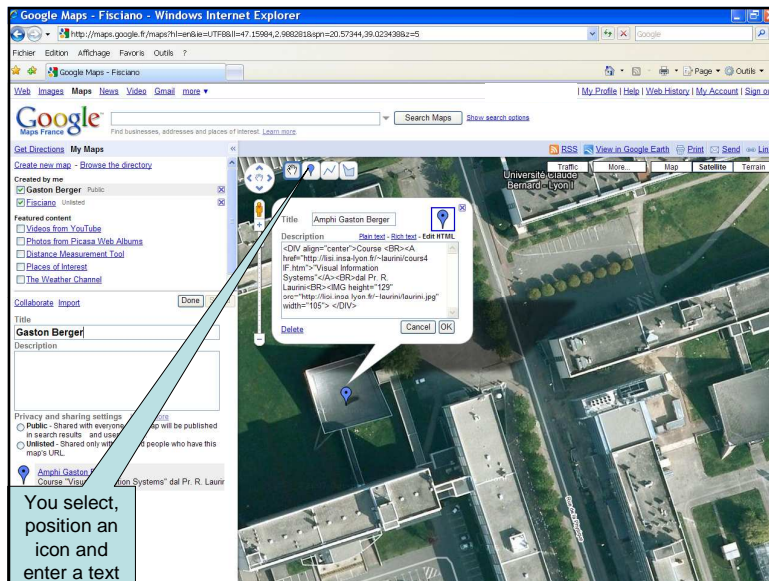 Google Maps - Fisciano - Windows Internet Explorer
http://maps.google.fr/maps?hl=en&ie=UTF8&ll=47.15984,2.988281&spn=20.57344,39.023438&z=5
Google
Fichier Edition Affichage Favoris Outils ?
Google Maps - Fisciano
Page Outils
Web Images Maps News Video Gmail more
My Profile | Help | Web History | My Account | Sign ou
Google
Maps France
Search Maps
Show search options
Find businesses, addresses and places of interest. Learn more.
Get Directions My Maps
RSS View in Google Earth Print Send Lin
Create new map - Browse the directory
Created by me
Gaston Berger Public
Fisciano Unlisted
Featured content
Videos from YouTube
Photos from Picasa Web Albums
Distance Measurement Tool
Places of Interest
The Weather Channel
Collaborate Import
Done
Title
Gaston Berger
Description
Privacy and sharing settings
Public - Shared with everyone map will be published
in search results and use
Unlisted - Shared only with people who have this
map's URL.
Amphi Gaston
Course "Visu ion Systems" dal Pr. R. Laurir
You select,
position an
icon and
enter a text
Université Claude
Bernard - Lyon I
Traffic More... Map Satellite Terrain
Title Amphi Gaston Berger
Description Plain text - Rich text - Edit HTML
<DIV align="center">Course <BR><A
href="http://lisi.insa-lyon.fr/~laurini/cours4
IF.htm">"Visual Information
Systems"</A><BR>dal Pr. R.
Laurini<BR><IMG height="129"
src="http://lisi.insa-lyon.fr/~laurini/laurini.jpg"
width="105"> </DIV>
Delete
Cancel OK